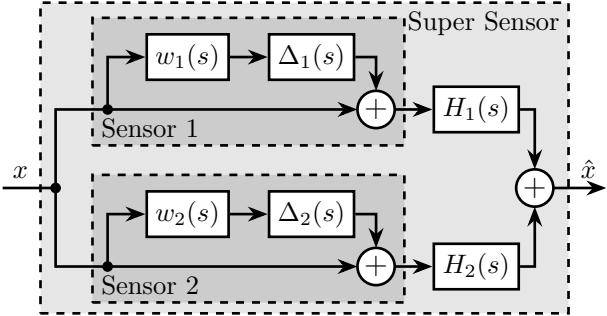 Super Sensor
w₁(s) Δ₁(s)
+ H₁(s)
Sensor 1
x + x̂
w₂(s) Δ₂(s)
+ H₂(s)
Sensor 2